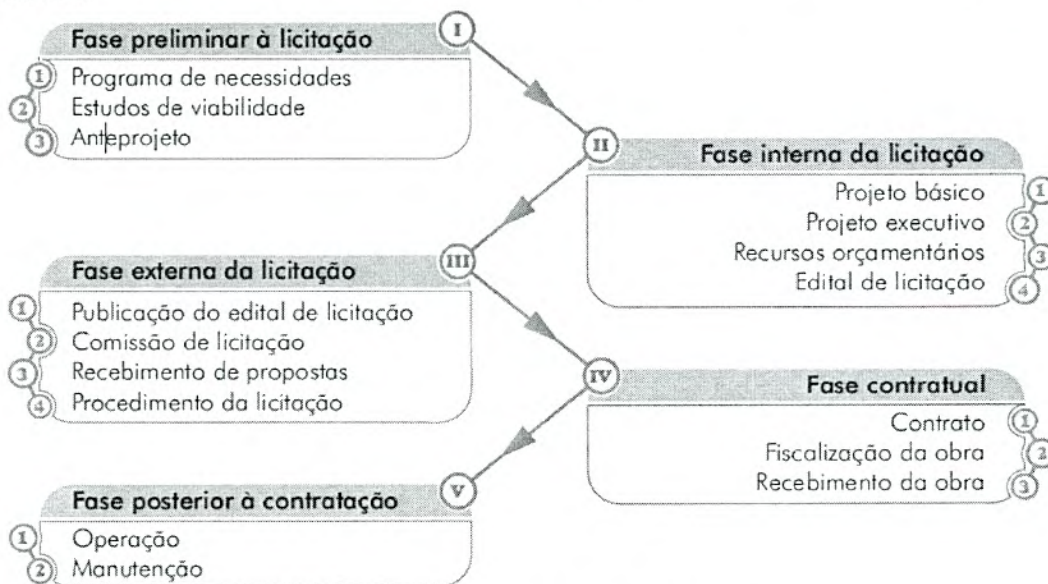 I
Fase preliminar à licitação
1 Programa de necessidades
2 Estudos de viabilidade
3 Anteprojeto
II
Fase interna da licitação
Projeto básico 1
Projeto executivo 2
Recursos orçamentários 3
Edital de licitação 4
III
Fase externa da licitação
1 Publicação do edital de licitação
2 Comissão de licitação
3 Recebimento de propostas
4 Procedimento da licitação
IV
Fase contratual
Contrato 1
Fiscalização da obra 2
Recebimento da obra 3
V
Fase posterior à contratação
1 Operação
2 Manutenção